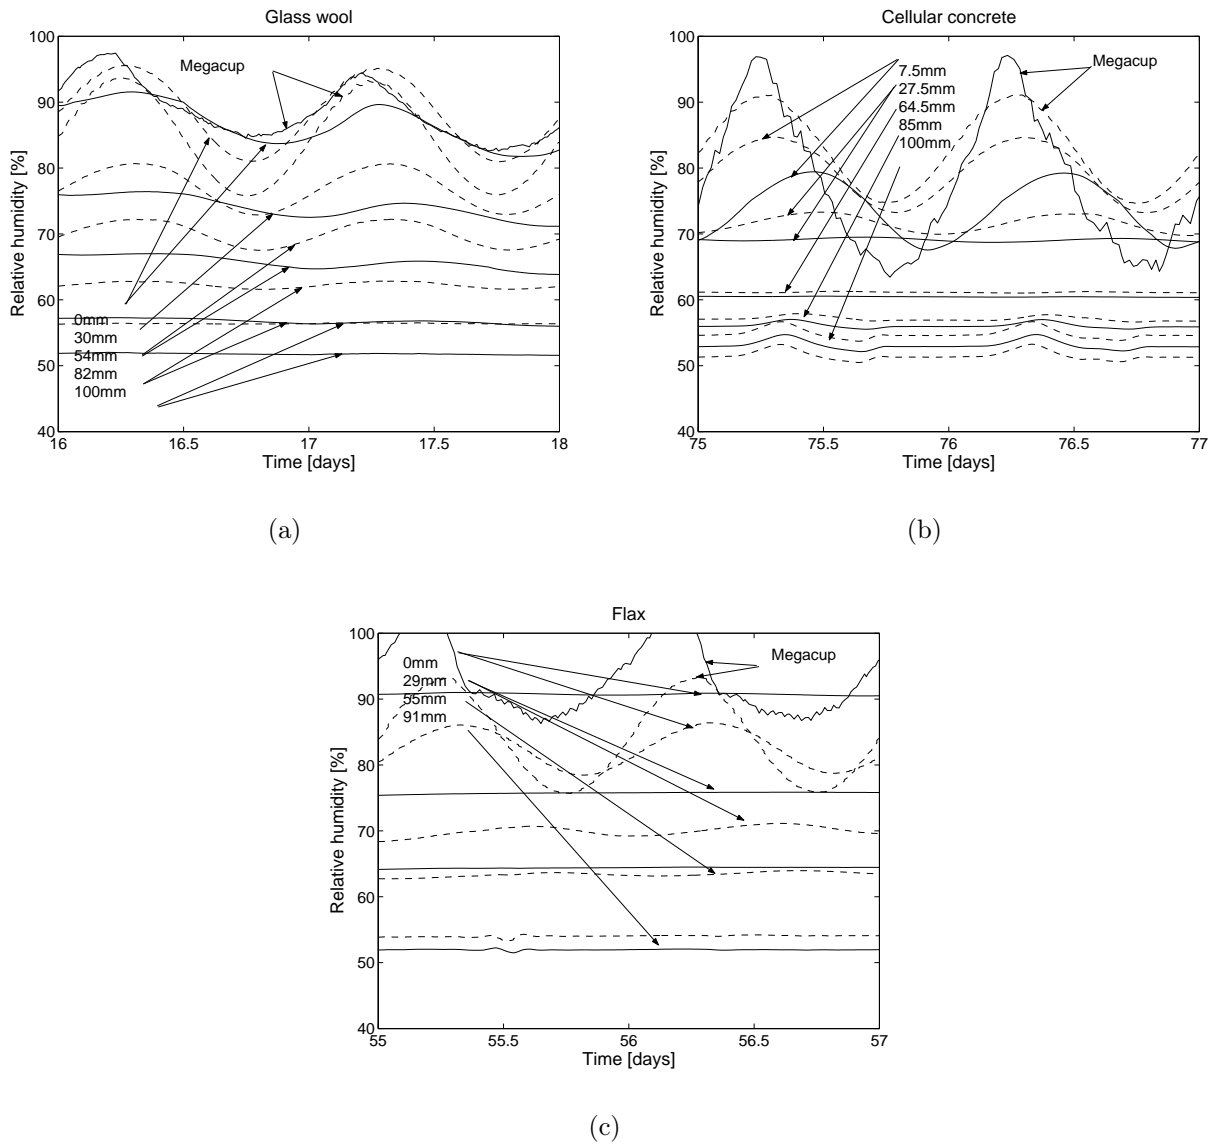 Glass wool
100
90
80
70
60
50
40
Relative humidity [%]
Megacup
0mm
30mm
54mm
82mm
100mm
16
16.5
17
17.5
18
Time [days]
(a)
Cellular concrete
100
90
80
70
60
50
40
Relative humidity [%]
Megacup
7.5mm
27.5mm
64.5mm
85mm
100mm
75
75.5
76
76.5
77
Time [days]
(b)
Flax
100
90
80
70
60
50
40
Relative humidity [%]
Megacup
0mm
29mm
55mm
91mm
55
55.5
56
56.5
57
Time [days]
(c)